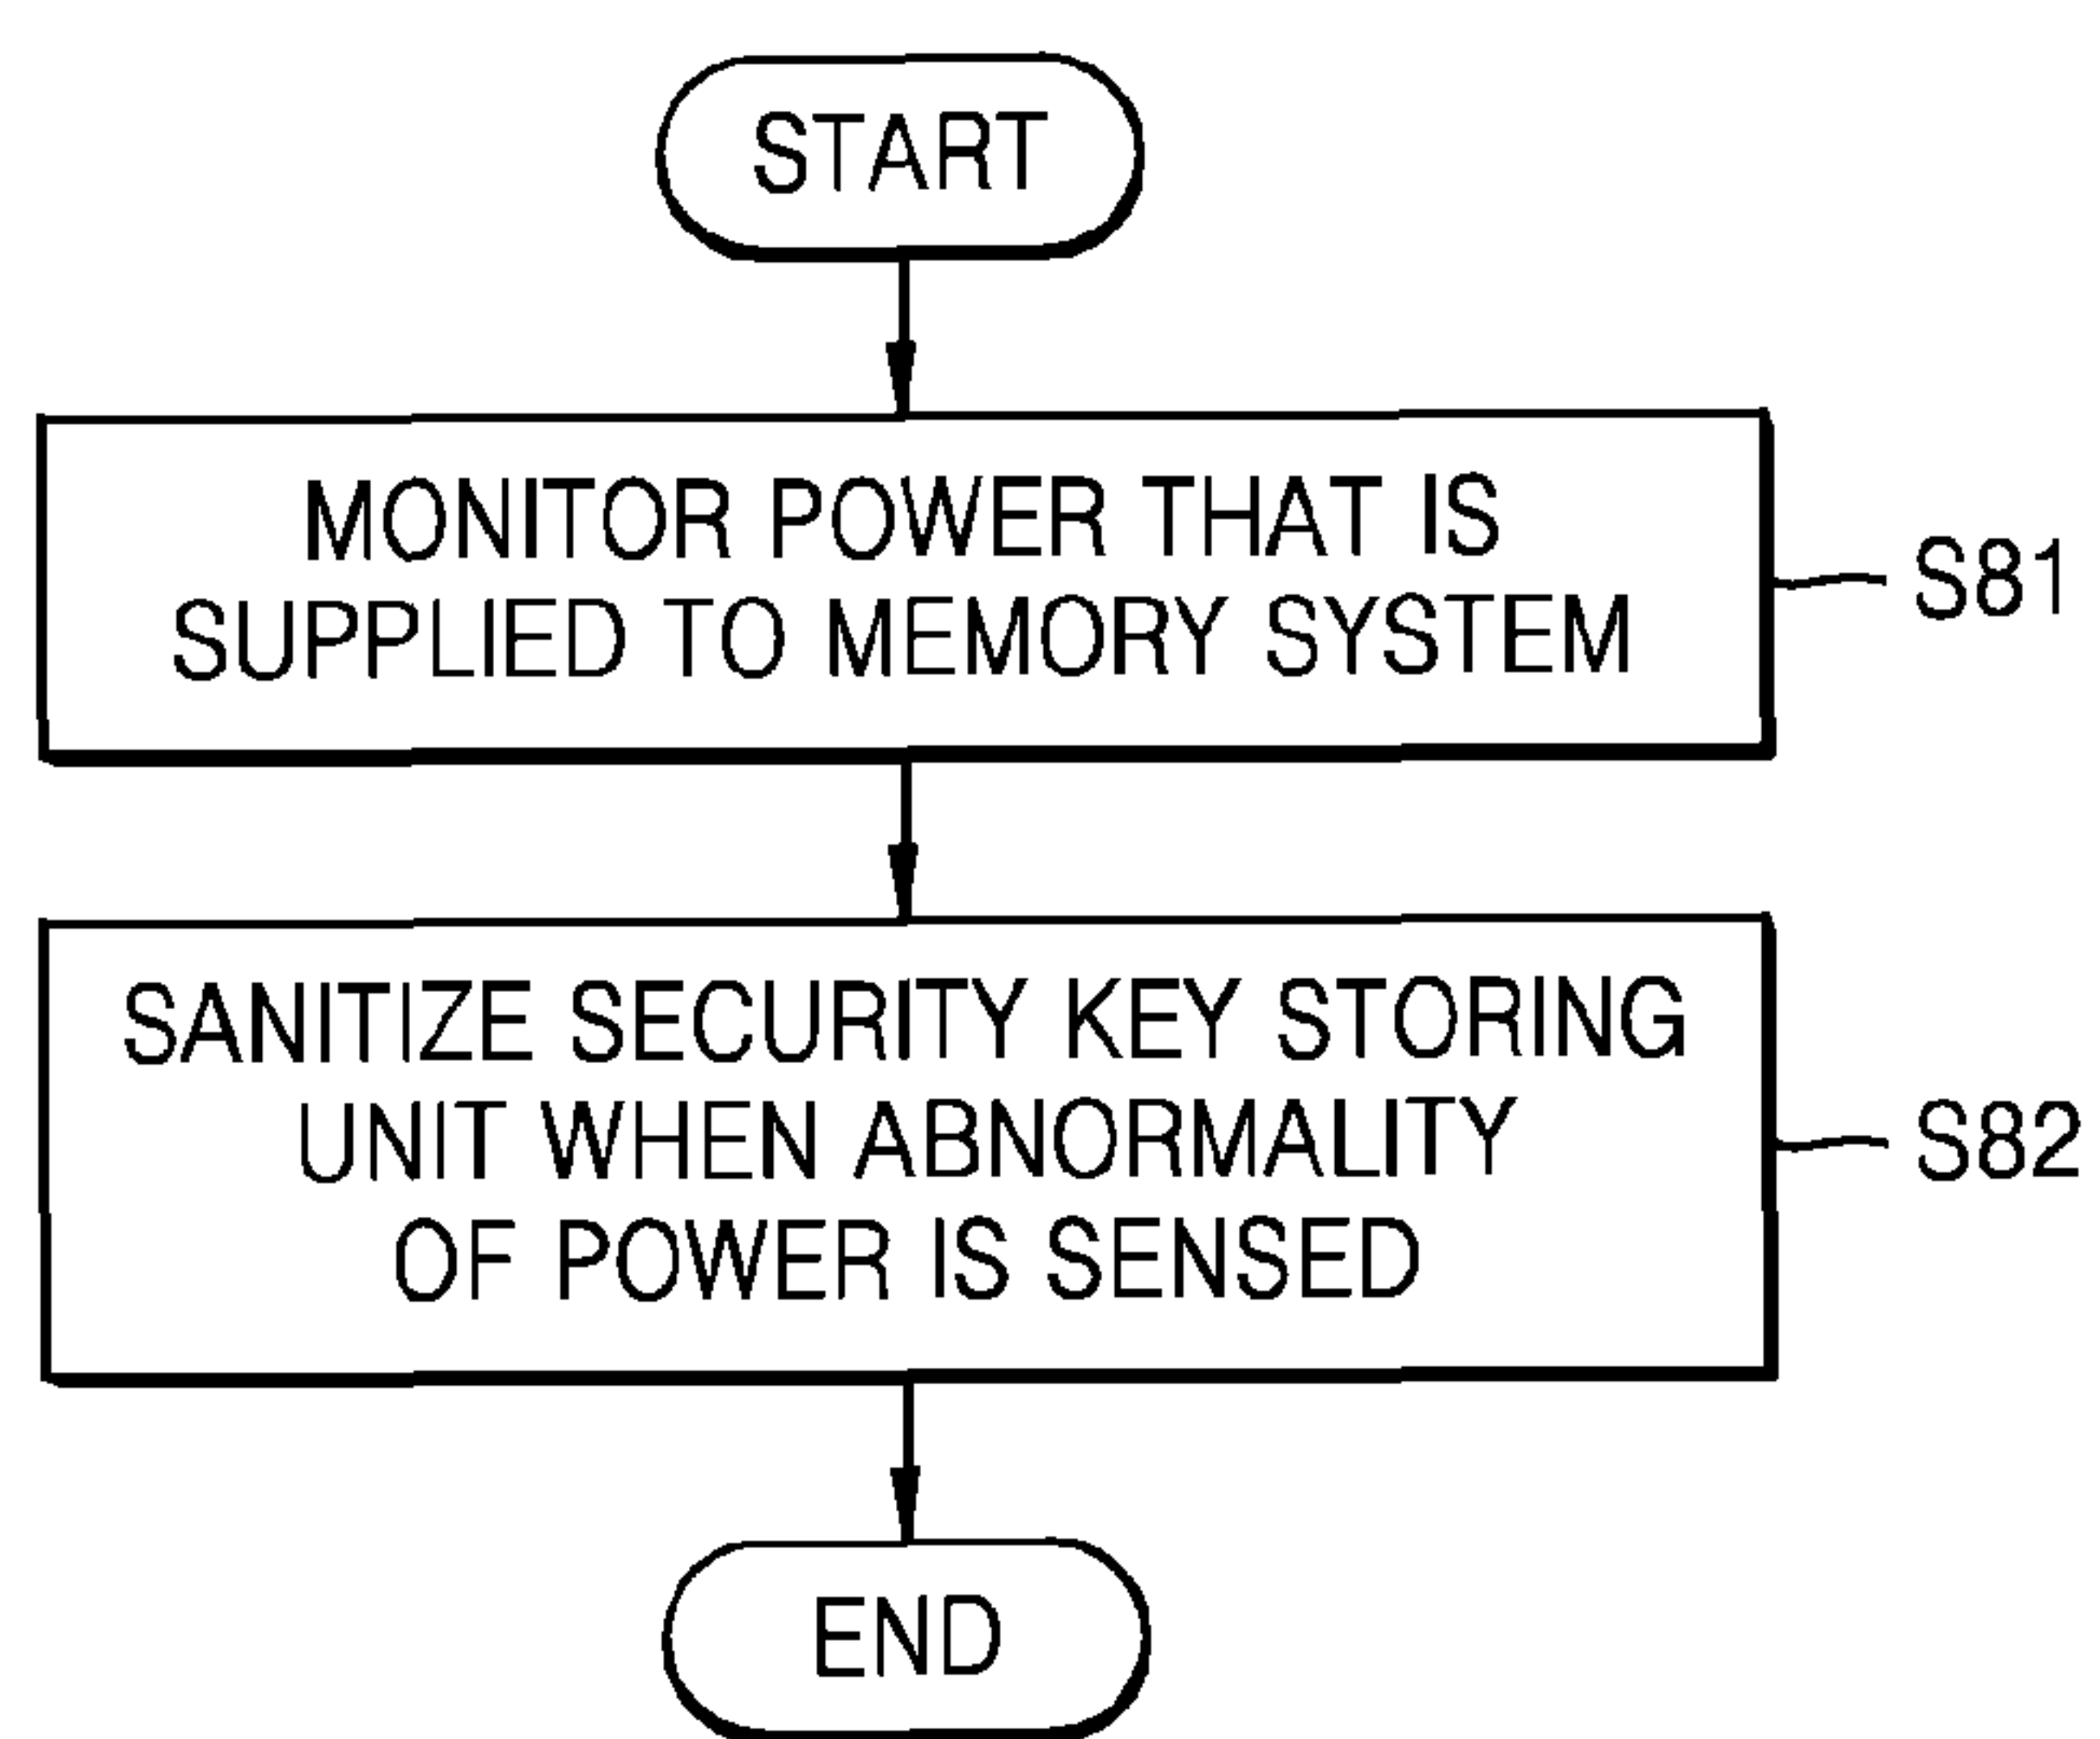 START
MONITOR POWER THAT IS
SUPPLIED TO MEMORY SYSTEM
S81
SANITIZE SECURITY KEY STORING
UNIT WHEN ABNORMALITY
OF POWER IS SENSED
S82
END